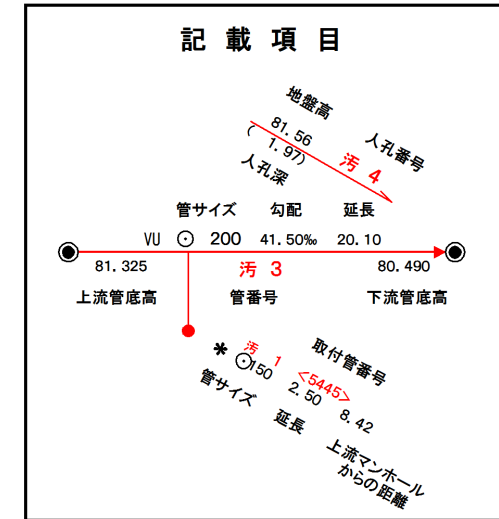 記載項目
地盤高
81.56
(1.97)
人孔深
人孔番号
汚 4
管サイズ 勾配 延長
VU 200 41.50‰ 20.10
81.325 汚 3 80.490
上流管底高 管番号 下流管底高
* 汚 1 取付管番号
150 <5445>
2.50 8.42
管サイズ
延長
上流マンホール
からの距離